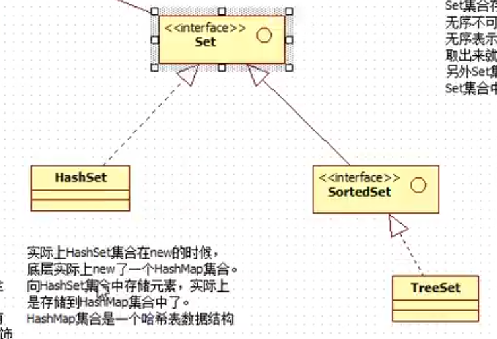 Set集合存
无序不可
无序表示
取出来就
另外Set集
Set集合中
<<interface>>
Set
HashSet
<<interface>>
SortedSet
TreeSet
实际上HashSet集合在new的时候，
底层实际上new了一个HashMap集合。
向HashSet集合中存储元素，实际上
是存储到HashMap集合中了。
HashMap集合是一个哈希表数据结构
有
饰